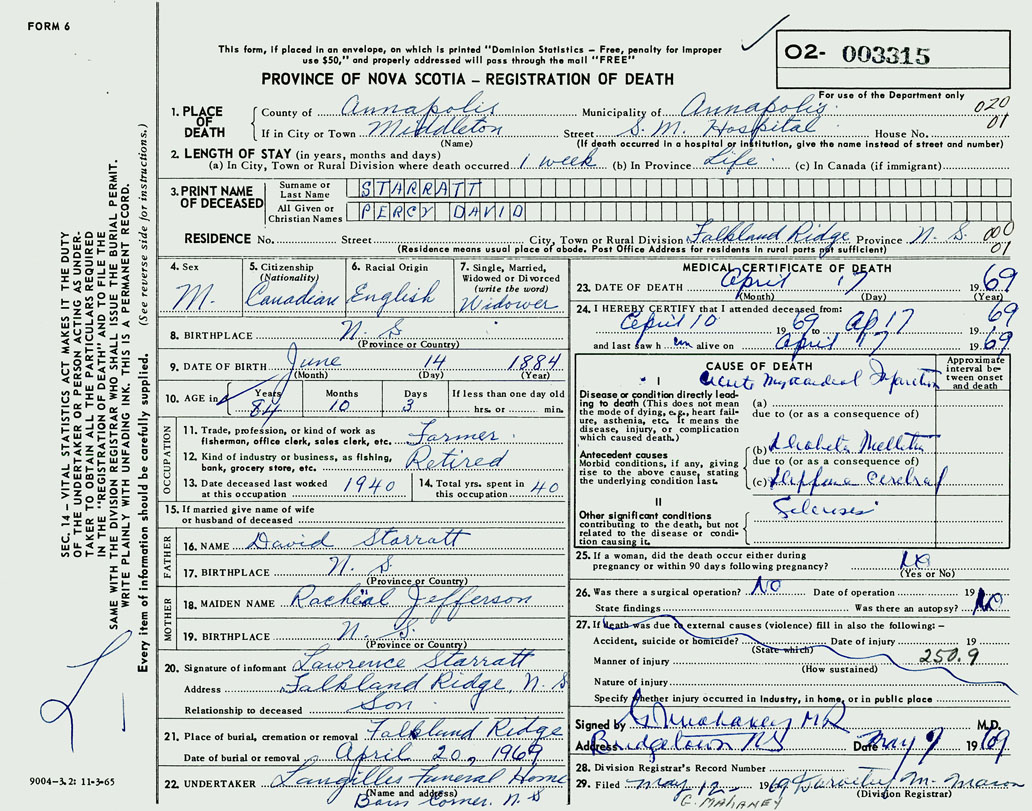 FORM 6
This form, if placed in an envelope, on which is printed "Dominion Statistics – Free, penalty for improper
use $50," and properly addressed will pass through the mail "FREE"
O2- 003315
PROVINCE OF NOVA SCOTIA – REGISTRATION OF DEATH
For use of the Department only
1. PLACE OF DEATH
County of Annapolis Municipality of Annapolis 020
If in City or Town Middleton Street S. M. Hospital House No. 01
(Name) (If death occurred in a hospital or institution, give the name instead of street and number)
2. LENGTH OF STAY (in years, months and days)
(a) In City, Town or Rural Division where death occurred 1 week (b) In Province Life (c) In Canada (if immigrant)
3. PRINT NAME OF DECEASED
Surname or Last Name STARRATT
All Given or Christian Names PERCY DAVID
RESIDENCE No. Street City, Town or Rural Division Falkland Ridge Province N. S. 000
(Residence means usual place of abode. Post Office Address for residents in rural parts not sufficient) 01
4. Sex M.
5. Citizenship (Nationality) Canadian
6. Racial Origin English
7. Single, Married, Widowed or Divorced (write the word) Widower
8. BIRTHPLACE N. S.
(Province or Country)
9. DATE OF BIRTH June 14 1884
(Month) (Day) (Year)
10. AGE in Years 84 Months 10 Days 3 If less than one day old hrs. or min.
OCCUPATION
11. Trade, profession, or kind of work as fisherman, office clerk, sales clerk, etc. Farmer
12. Kind of industry or business, as fishing, bank, grocery store, etc. Retired
13. Date deceased last worked at this occupation 1940
14. Total yrs. spent in this occupation 40
15. If married give name of wife or husband of deceased
FATHER
16. NAME David Starratt
17. BIRTHPLACE N. S.
(Province or Country)
MOTHER
18. MAIDEN NAME Racheal Jefferson
19. BIRTHPLACE N. S.
(Province or Country)
20. Signature of informant Lawrence Starratt
Address Falkland Ridge, N. S
Relationship to deceased Son
21. Place of burial, cremation or removal Falkland Ridge
Date of burial or removal April 20, 1969
22. UNDERTAKER Langilles Funeral Home
(Name and address)
Corner. N. S
9004–3.2: 11-3-65
MEDICAL CERTIFICATE OF DEATH
23. DATE OF DEATH April 17 1969
(Month) (Day) (Year)
24. I HEREBY CERTIFY that I attended deceased from:
April 10 1969 to Ap 17 69
and last saw him alive on April 17 1969
CAUSE OF DEATH
Approximate interval between onset and death
I
Acute Myocardial Infarction
Disease or condition directly leading to death (This does not mean the mode of dying, e.g., heart failure, asthenia, etc. It means the disease, injury, or complication which caused death.)
(a)
due to (or as a consequence of)
Antecedent causes
Morbid conditions, if any, giving rise to the above cause, stating the underlying condition last.
(b) Diabetes Mellitus
due to (or as a consequence of)
(c) Cerebral
II
Other significant conditions contributing to the death, but not related to the disease or condition causing it.
25. If a woman, did the death occur either during pregnancy or within 90 days following pregnancy? No
(Yes or No)
26. Was there a surgical operation? No Date of operation 19
State findings Was there an autopsy? No
27. If death was due to external causes (violence) fill in also the following:–
Accident, suicide or homicide? Date of injury 19
(State which)
Manner of injury 250.9
(How sustained)
Nature of injury
Specify whether injury occurred in Industry, in home, or in public place
Signed by G Mahaney MD M.D.
Address Bridgetown NS Date May 9 1969
28. Division Registrar's Record Number
29. Filed May 12 1969 Dorothy M. Mason
(Division Registrar)
G. MAHANEY
SEC. 14 – VITAL STATISTICS ACT MAKES IT THE DUTY
OF THE UNDERTAKER OR PERSON ACTING AS UNDER-
TAKER TO OBTAIN ALL THE PARTICULARS REQUIRED
IN THE "REGISTRATION OF DEATH" AND TO FILE THE
SAME WITH THE DIVISION REGISTRAR WHO SHALL ISSUE THE BURIAL PERMIT.
WRITE PLAINLY WITH UNFADING INK. THIS IS A PERMANENT RECORD.
Every item of information should be carefully supplied. (See reverse side for instructions.)